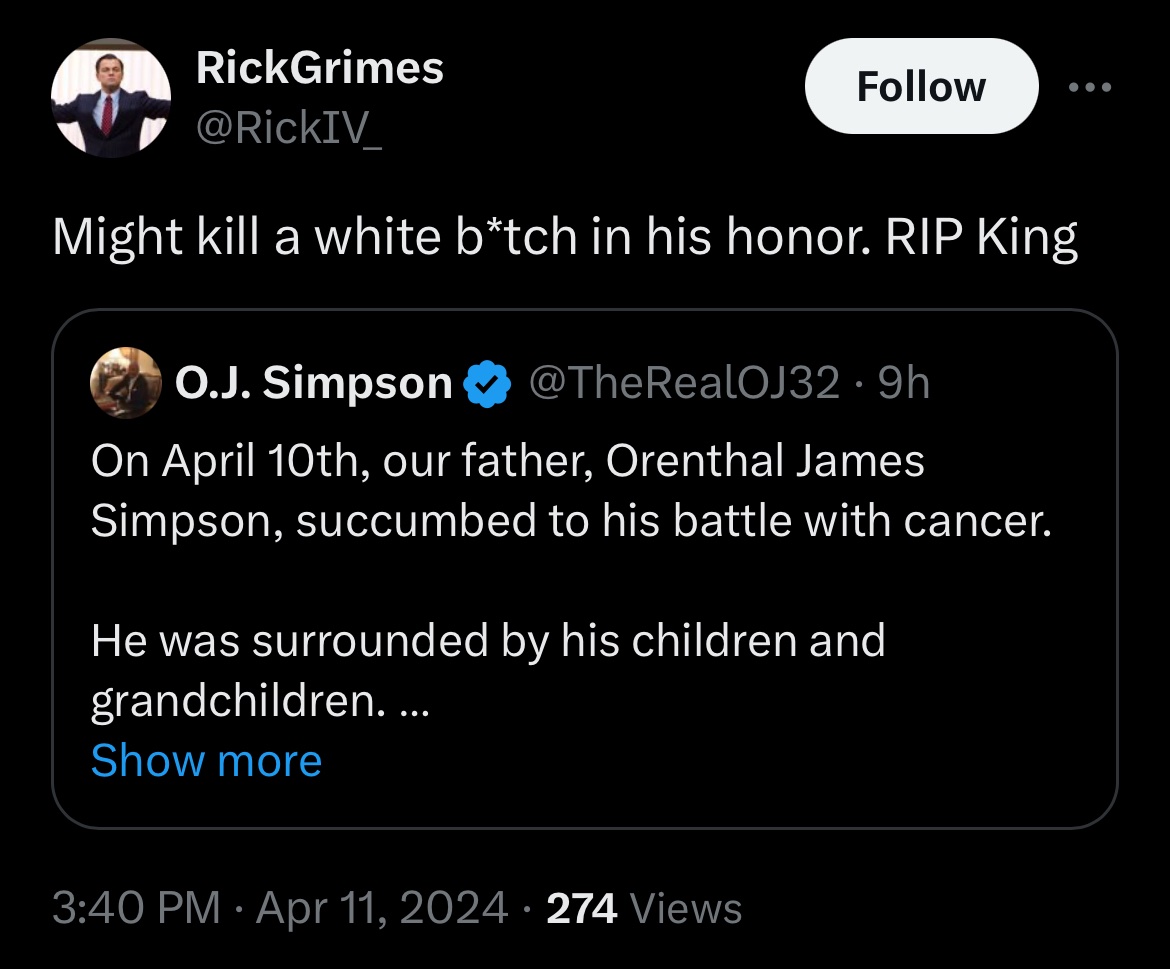 RickGrimes
@RickIV_
Follow
Might kill a white b*tch in his honor. RIP King
O.J. Simpson @TheRealOJ32 · 9h
On April 10th, our father, Orenthal James
Simpson, succumbed to his battle with cancer.
He was surrounded by his children and
grandchildren. ...
Show more
3:40 PM · Apr 11, 2024 · 274 Views